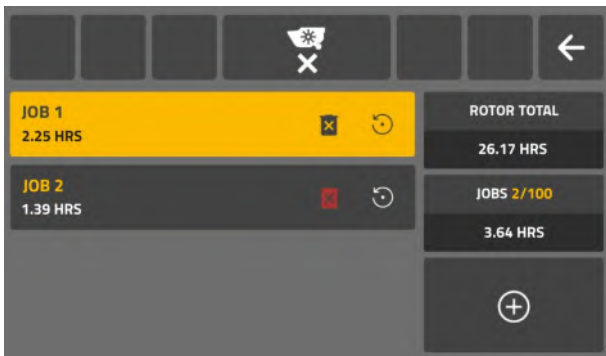 JOB 1
2.25 HRS
JOB 2
1.39 HRS
ROTOR TOTAL
26.17 HRS
JOBS 2/100
3.64 HRS